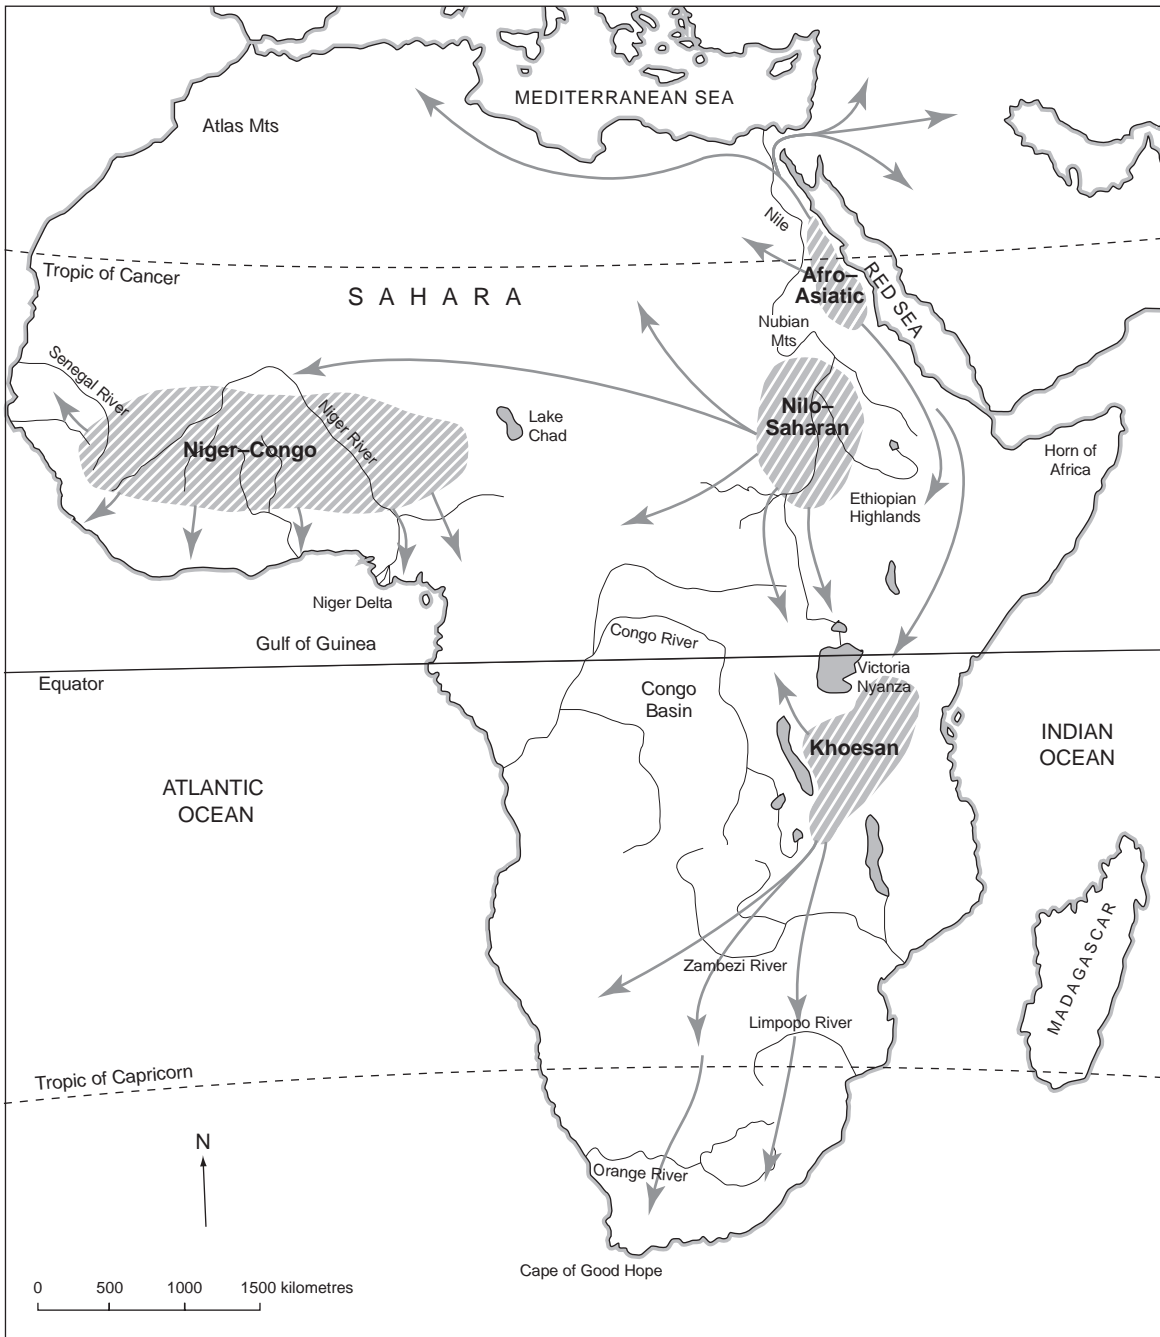 MEDITERRANEAN SEA
Atlas Mts
Nile
Tropic of Cancer
SAHARA
Afro–
Asiatic
RED SEA
Nubian
Mts
Senegal River
Niger River
Lake
Chad
Nilo–
Saharan
Niger–Congo
Horn of
Africa
Ethiopian
Highlands
Niger Delta
Gulf of Guinea
Congo River
Equator
Victoria
Nyanza
Congo
Basin
Khoesan
INDIAN
OCEAN
ATLANTIC
OCEAN
MADAGASCAR
Zambezi River
Limpopo River
Tropic of Capricorn
N
Orange River
Cape of Good Hope
0 500 1000 1500 kilometres